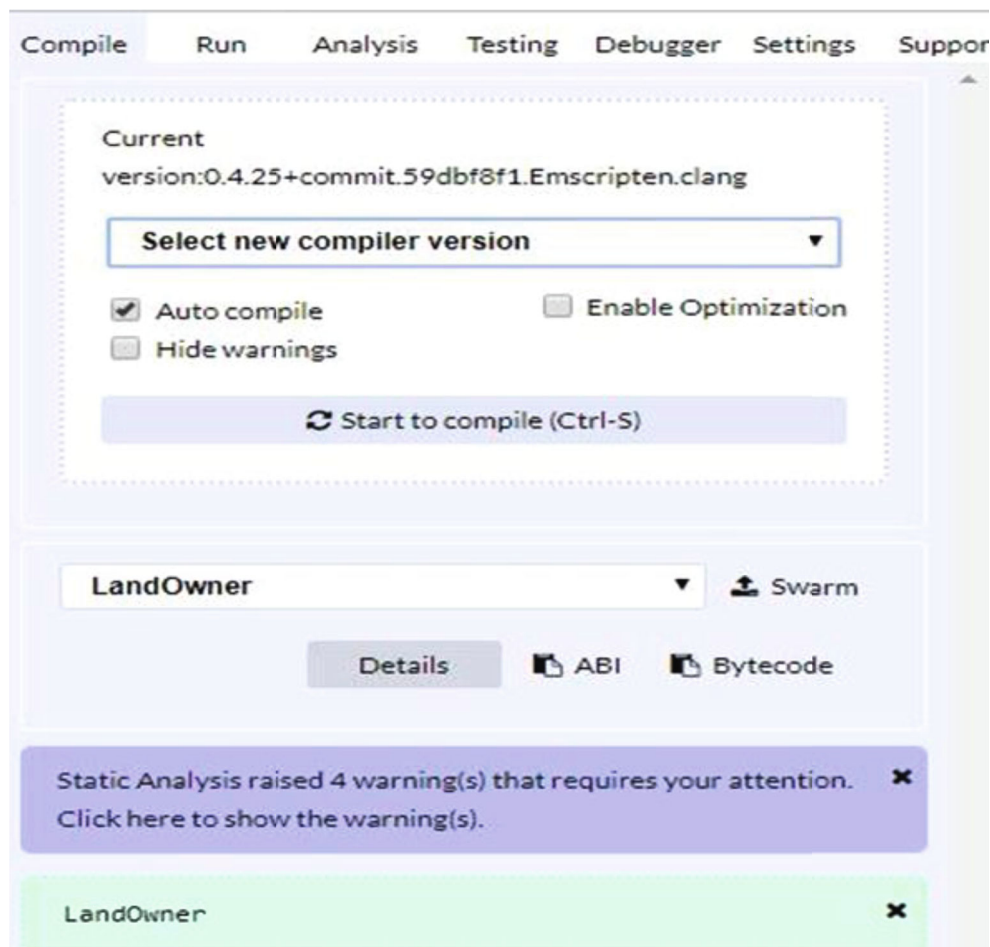 Compile Run Analysis Testing Debugger Settings Suppor
Current
version:0.4.25+commit.59dbf8f1.Emscripten.clang
Select new compiler version
Auto compile Enable Optimization
Hide warnings
Start to compile (Ctrl-S)
LandOwner Swarm
Details ABI Bytecode
Static Analysis raised 4 warning(s) that requires your attention.
Click here to show the warning(s).
LandOwner